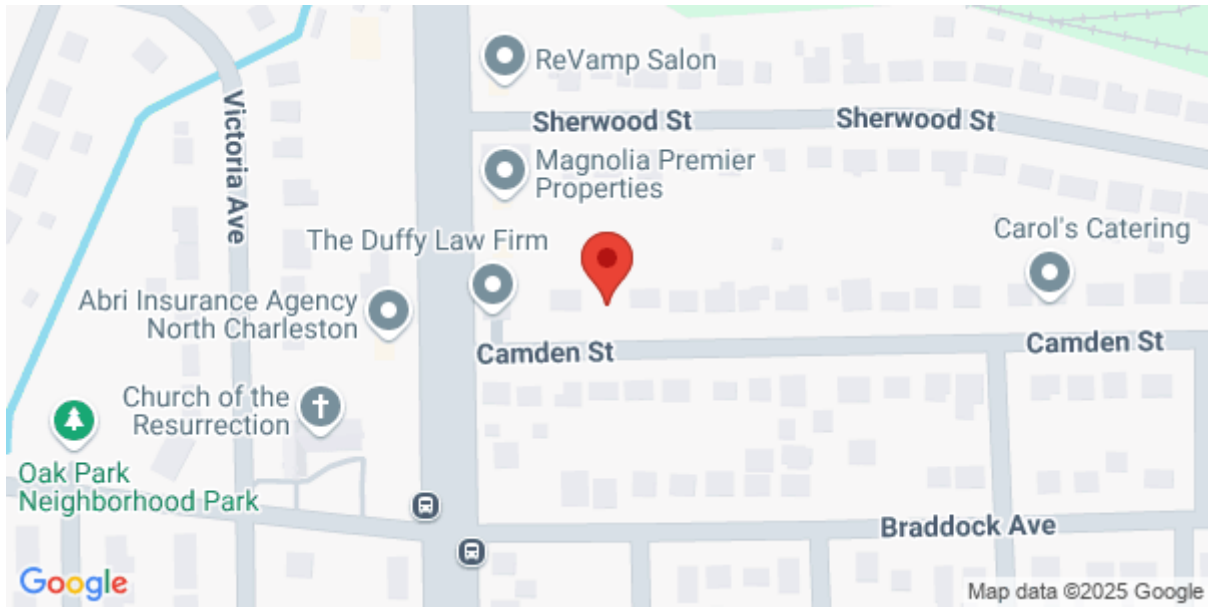 ReVamp Salon
Sherwood St
Sherwood St
Victoria Ave
Magnolia Premier
Properties
The Duffy Law Firm
Carol's Catering
Abri Insurance Agency
North Charleston
Camden St
Camden St
Church of the
Resurrection
Oak Park
Neighborhood Park
Braddock Ave
Google
Map data ©2025 Google